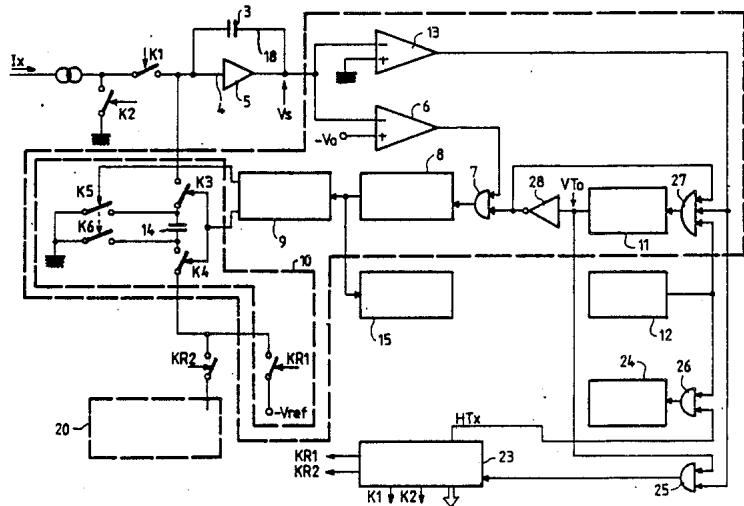 Ix
K1
K2
3
18
4
5
Vs
13
6
-Va
K5
K3
K6
14
K4
9
8
7
28
VTo
11
27
10
15
12
24
26
KR2
KR1
-Vref
20
HTx
KR1
KR2
23
25
K1
K2